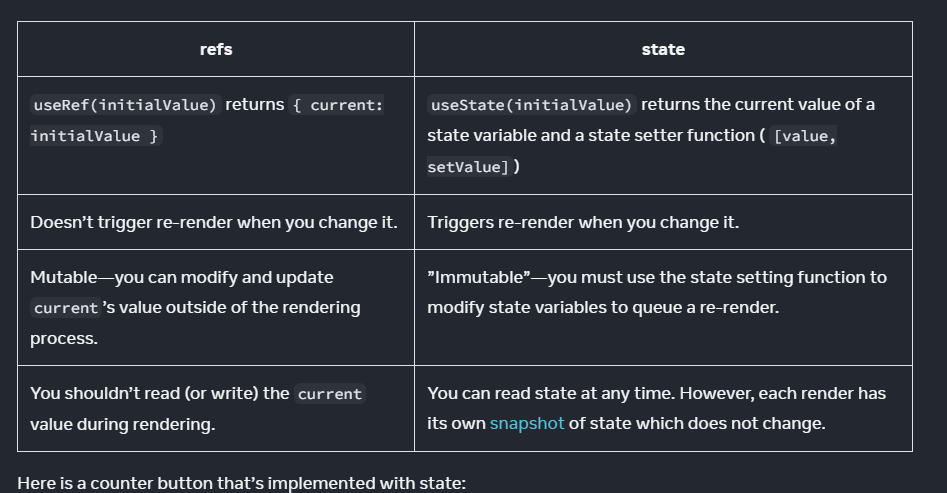 refs
state
useRef(initialValue) returns { current:
initialValue }
useState(initialValue) returns the current value of a
state variable and a state setter function ( [value,
setValue] )
Doesn’t trigger re-render when you change it.
Triggers re-render when you change it.
Mutable—you can modify and update
current ’s value outside of the rendering
process.
”Immutable”—you must use the state setting function to
modify state variables to queue a re-render.
You shouldn’t read (or write) the current
value during rendering.
You can read state at any time. However, each render has
its own snapshot of state which does not change.
Here is a counter button that’s implemented with state: